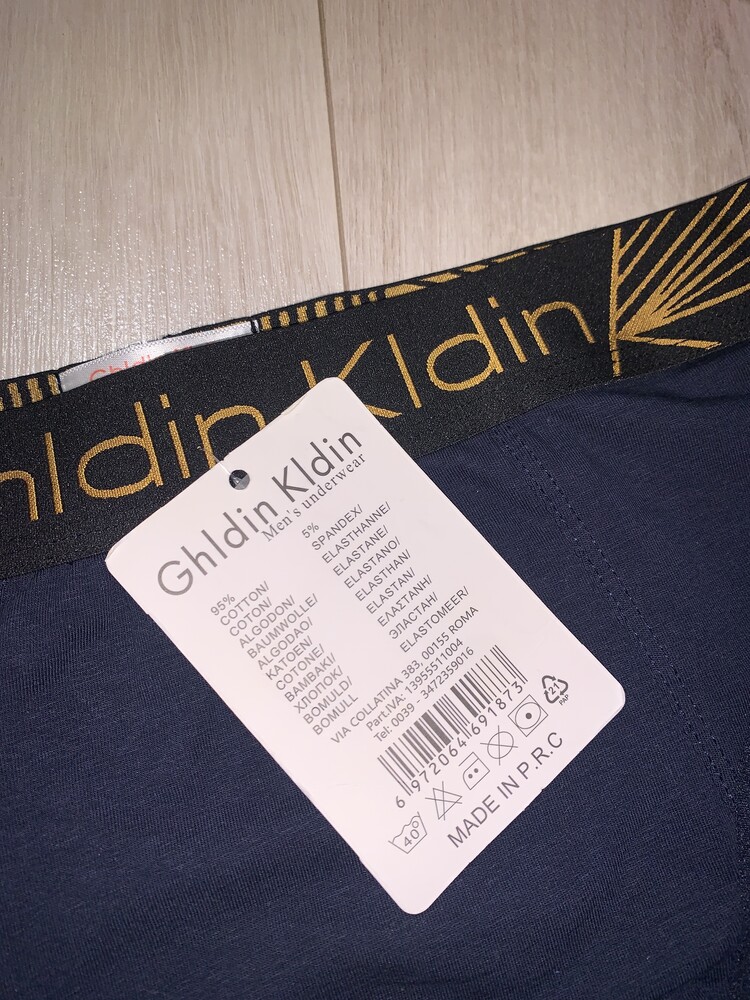 hldin Kldin
Ghldin Kldin
Men's underwear
95%
COTTON/
COTON/
ALGODON/
BAUMWOLLE/
ALGODAO/
KATOEN/
COTONE/
BAMBAKI/
ХЛОПОК/
BOMULD/
BOMULL
5%
SPANDEX/
ELASTHANNE/
ELASTANE/
ELASTANO/
ELASTHAN/
ELASTAN/
ΕΛΑΣΤΑΝΗ/
ЭЛАСТАН/
ELASTOMEER/
VIA COLLATINA 383, 00155 ROMA
Part.IVA: 13955511004
Tel: 0039 - 3472359016
6 972064 691873
21
PAP
40°
MADE IN P.R.C